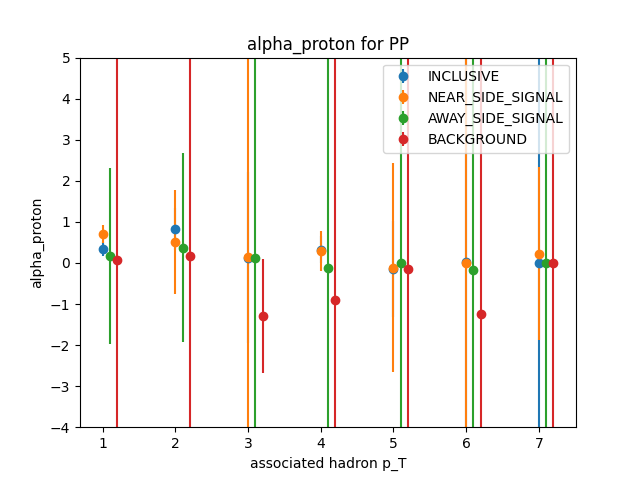 alpha_proton for PP
INCLUSIVE
NEAR_SIDE_SIGNAL
AWAY_SIDE_SIGNAL
BACKGROUND
alpha_proton
5
4
3
2
1
0
−1
−2
−3
−4
1 2 3 4 5 6 7
associated hadron p_T